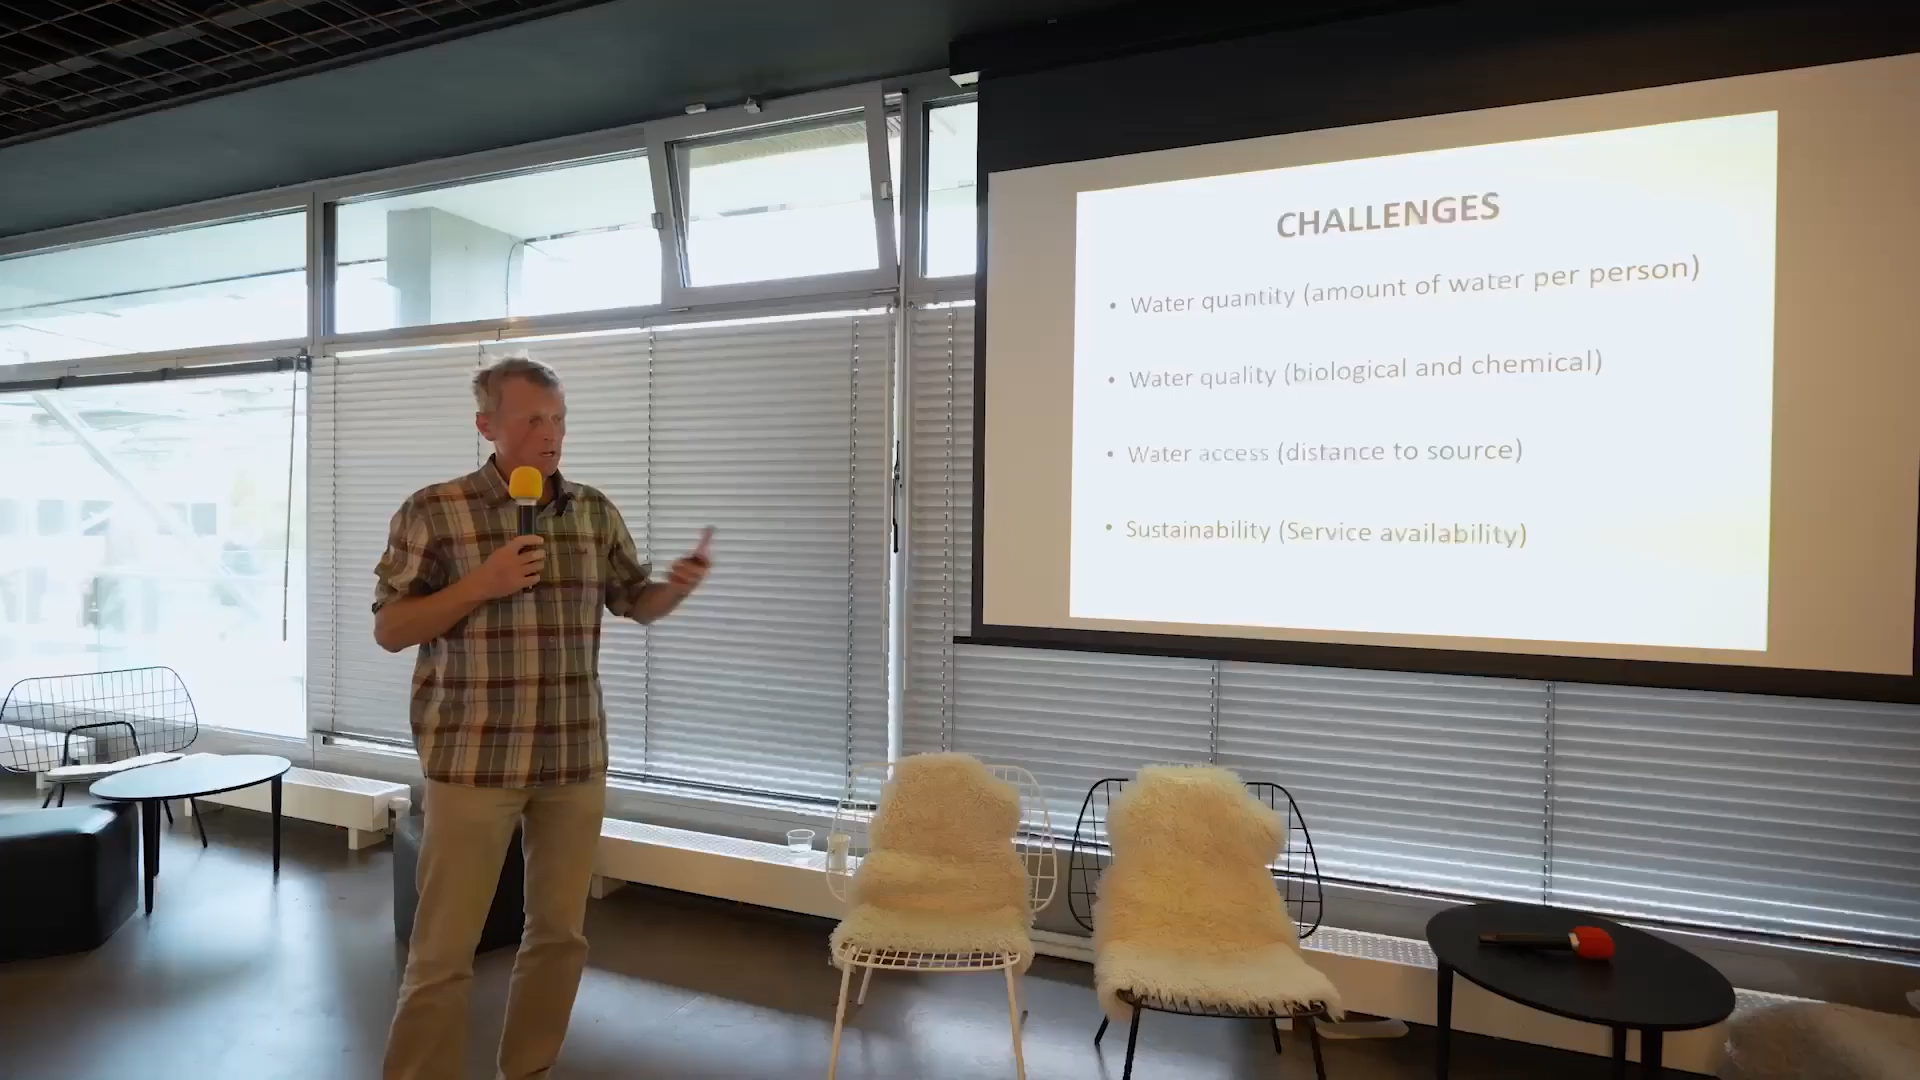 CHALLENGES
• Water quantity (amount of water per person)
• Water quality (biological and chemical)
• Water access (distance to source)
• Sustainability (Service availability)